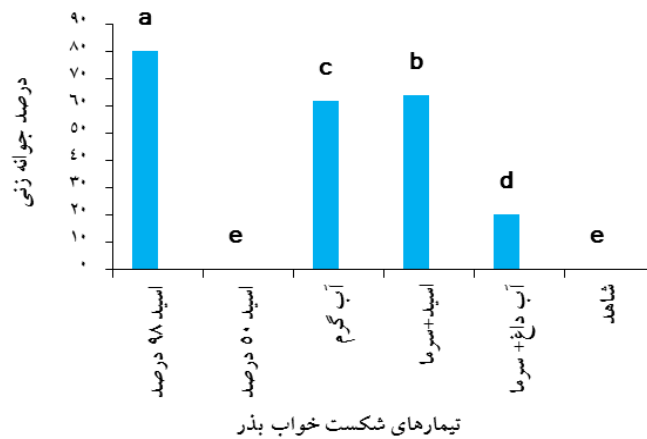 درصد جوانه زنی
۹۰
۸۰
۷۰
۶۰
۵۰
۴۰
۳۰
۲۰
۱۰
۰
a
e
c
b
d
e
اسید ۹۸ درصد
اسید ۵۰ درصد
آب گرم
اسید+سرما
آب داغ+ سرما
شاهد
تیمارهای شکست خواب بذر